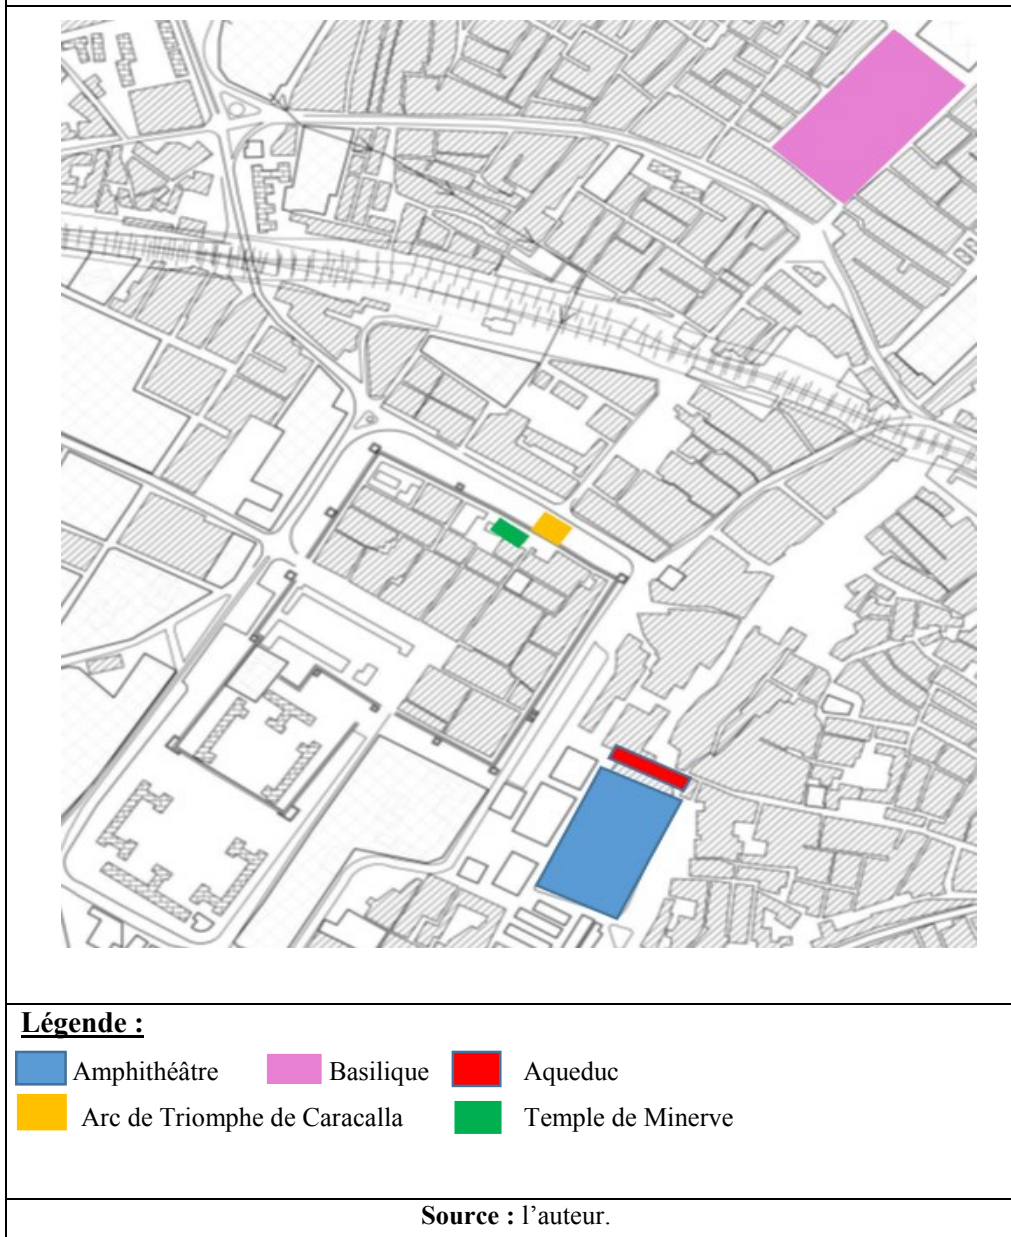 Légende :
Amphithéâtre Basilique Aqueduc
Arc de Triomphe de Caracalla Temple de Minerve
Source : l’auteur.